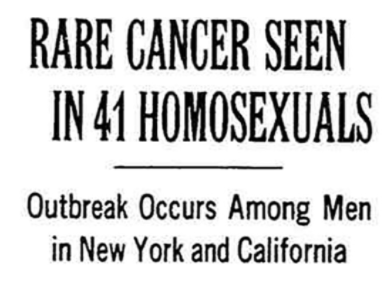 RARE CANCER SEEN
IN 41 HOMOSEXUALS
Outbreak Occurs Among Men
in New York and California